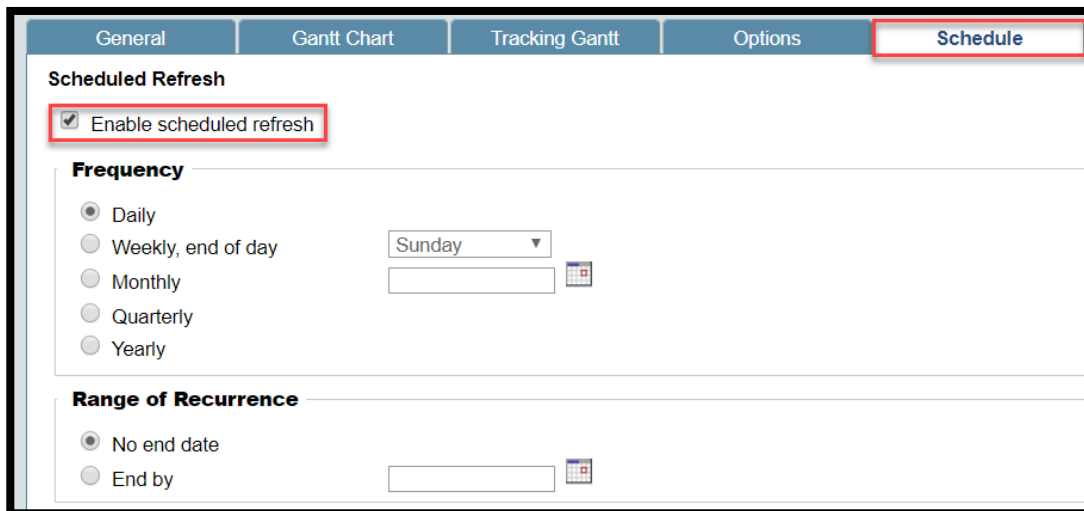 General Gantt Chart Tracking Gantt Options Schedule
Scheduled Refresh
Enable scheduled refresh
Frequency
Daily
Weekly, end of day Sunday
Monthly
Quarterly
Yearly
Range of Recurrence
No end date
End by